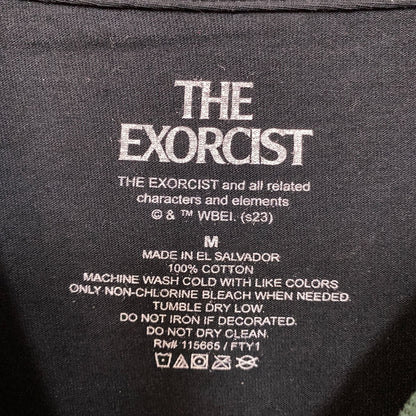 THE
EXORCIST
THE EXORCIST and all related
characters and elements
© & ™ WBEI. (s23)
M
MADE IN EL SALVADOR
100% COTTON
MACHINE WASH COLD WITH LIKE COLORS
ONLY NON-CHLORINE BLEACH WHEN NEEDED.
TUMBLE DRY LOW.
DO NOT IRON IF DECORATED.
DO NOT DRY CLEAN.
RN# 115665 / FTY1